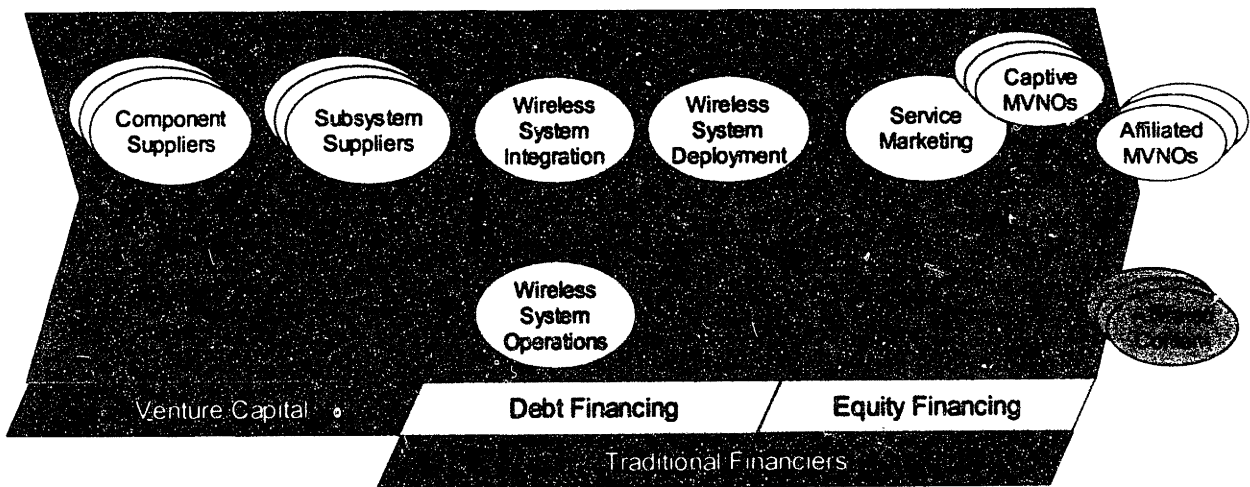 Component
Suppliers
Subsystem
Suppliers
Wireless
System
Integration
Wireless
System
Deployment
Service
Marketing
Captive
MVNOs
Affiliated
MVNOs
Wireless
System
Operations
Venture Capital
Debt Financing
Equity Financing
Traditional Financiers